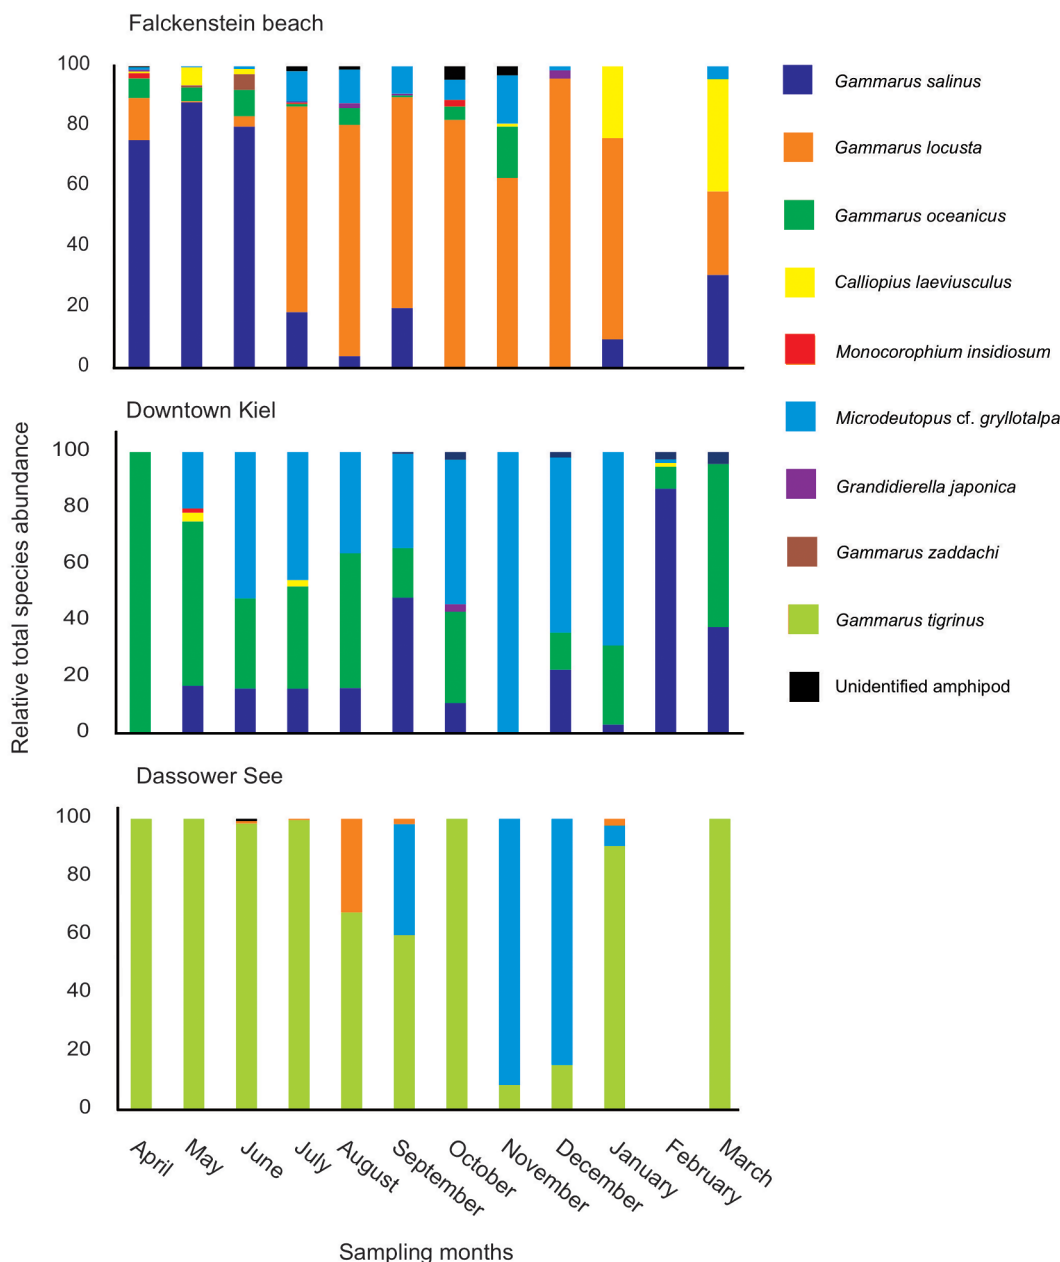 Falckenstein beach
100
80
60
40
20
0
Gammarus salinus
Gammarus locusta
Gammarus oceanicus
Calliopius laeviusculus
Monocorophium insidiosum
Microdeutopus cf. gryllotalpa
Grandidierella japonica
Gammarus zaddachi
Gammarus tigrinus
Unidentified amphipod
Relative total species abundance
Downtown Kiel
100
80
60
40
20
0
Dassower See
100
80
60
40
20
0
April
May
June
July
August
September
October
November
December
January
February
March
Sampling months